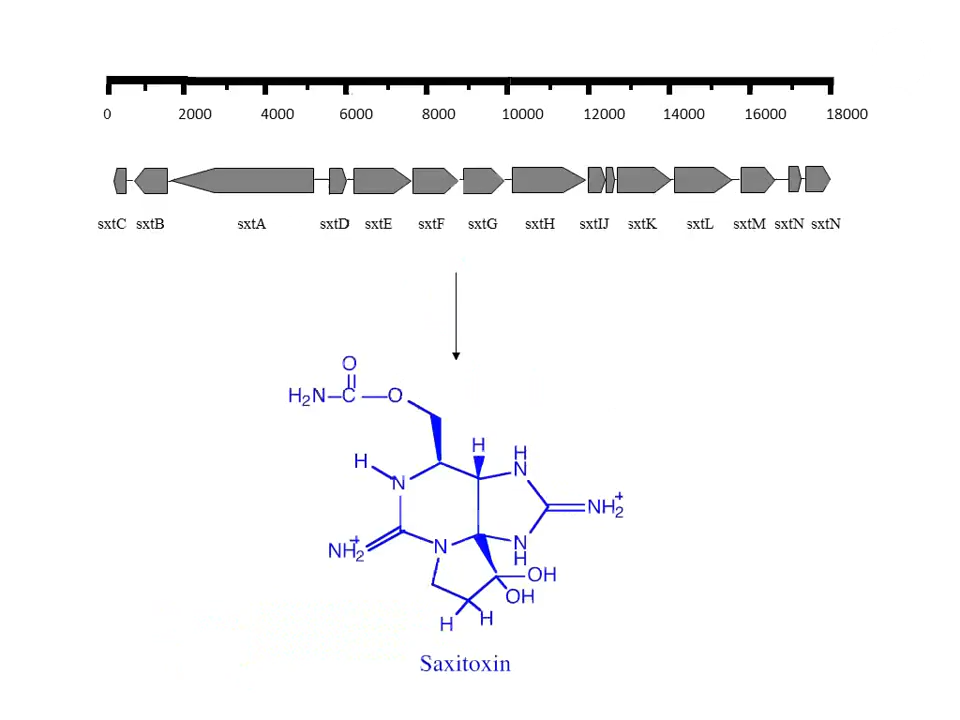 0 2000 4000 6000 8000 10000 12000 14000 16000 18000
sxtC sxtB sxtA sxtD sxtE sxtF sxtG sxtH sxtIJ sxtK sxtL sxtM sxtN sxtN
O
H₂N C O
H H H
N N
NH₂⁺
NH₂⁺ N N
H
OH
OH
H H
Saxitoxin